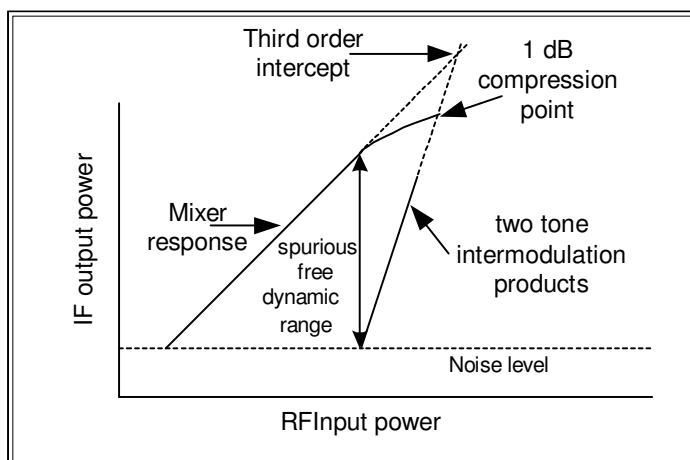 Third order
intercept
1 dB
compression
point
Mixer
response
two tone
intermodulation
products
spurious
free
dynamic
range
IF output power
Noise level
RFInput power